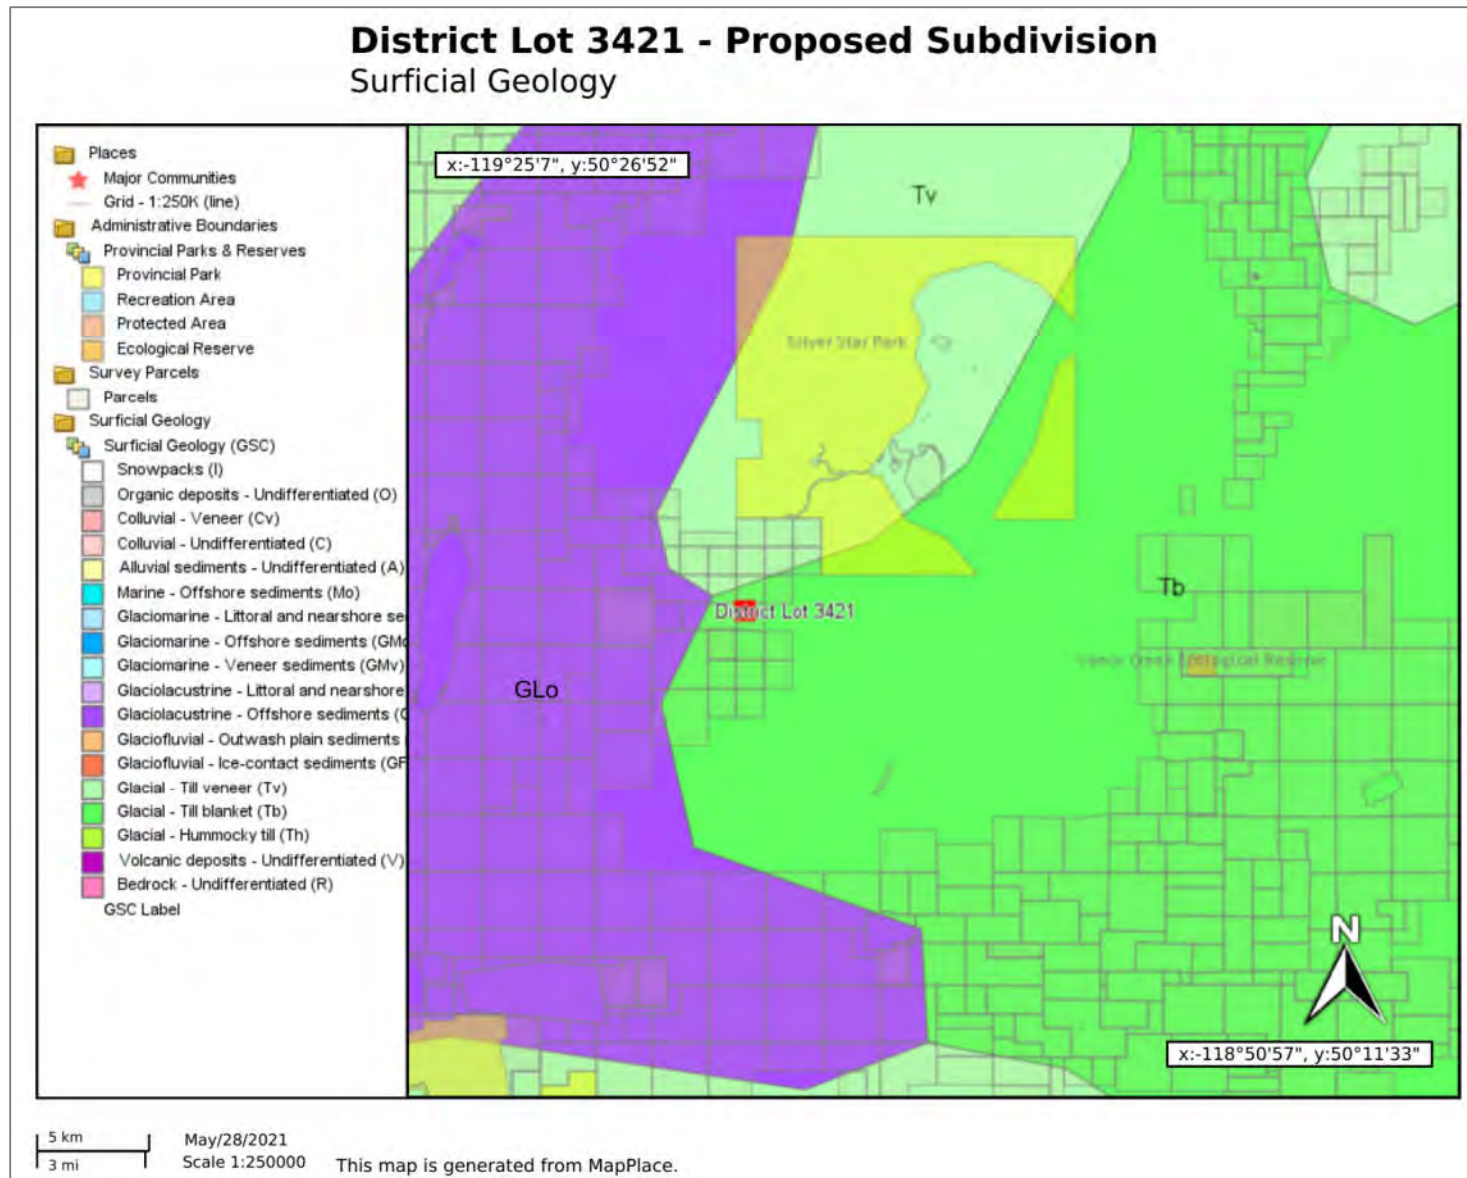 District Lot 3421 - Proposed Subdivision
Surficial Geology
Places
Major Communities
Grid - 1:250K (line)
Administrative Boundaries
Provincial Parks & Reserves
Provincial Park
Recreation Area
Protected Area
Ecological Reserve
Survey Parcels
Parcels
Surficial Geology
Surficial Geology (GSC)
Snowpacks (I)
Organic deposits - Undifferentiated (O)
Colluvial - Veneer (Cv)
Colluvial - Undifferentiated (C)
Alluvial sediments - Undifferentiated (A)
Marine - Offshore sediments (Mo)
Glaciomarine - Littoral and nearshore se
Glaciomarine - Offshore sediments (GMo
Glaciomarine - Veneer sediments (GMv)
Glaciolacustrine - Littoral and nearshore
Glaciolacustrine - Offshore sediments (G
Glaciofluvial - Outwash plain sediments
Glaciofluvial - Ice-contact sediments (GF
Glacial - Till veneer (Tv)
Glacial - Till blanket (Tb)
Glacial - Hummocky till (Th)
Volcanic deposits - Undifferentiated (V)
Bedrock - Undifferentiated (R)
GSC Label
x:-119°25'7", y:50°26'52"
Tv
Silver Star Park
District Lot 3421
Tb
Ecological Reserve
GLo
N
x:-118°50'57", y:50°11'33"
5 km
3 mi
May/28/2021
Scale 1:250000
This map is generated from MapPlace.